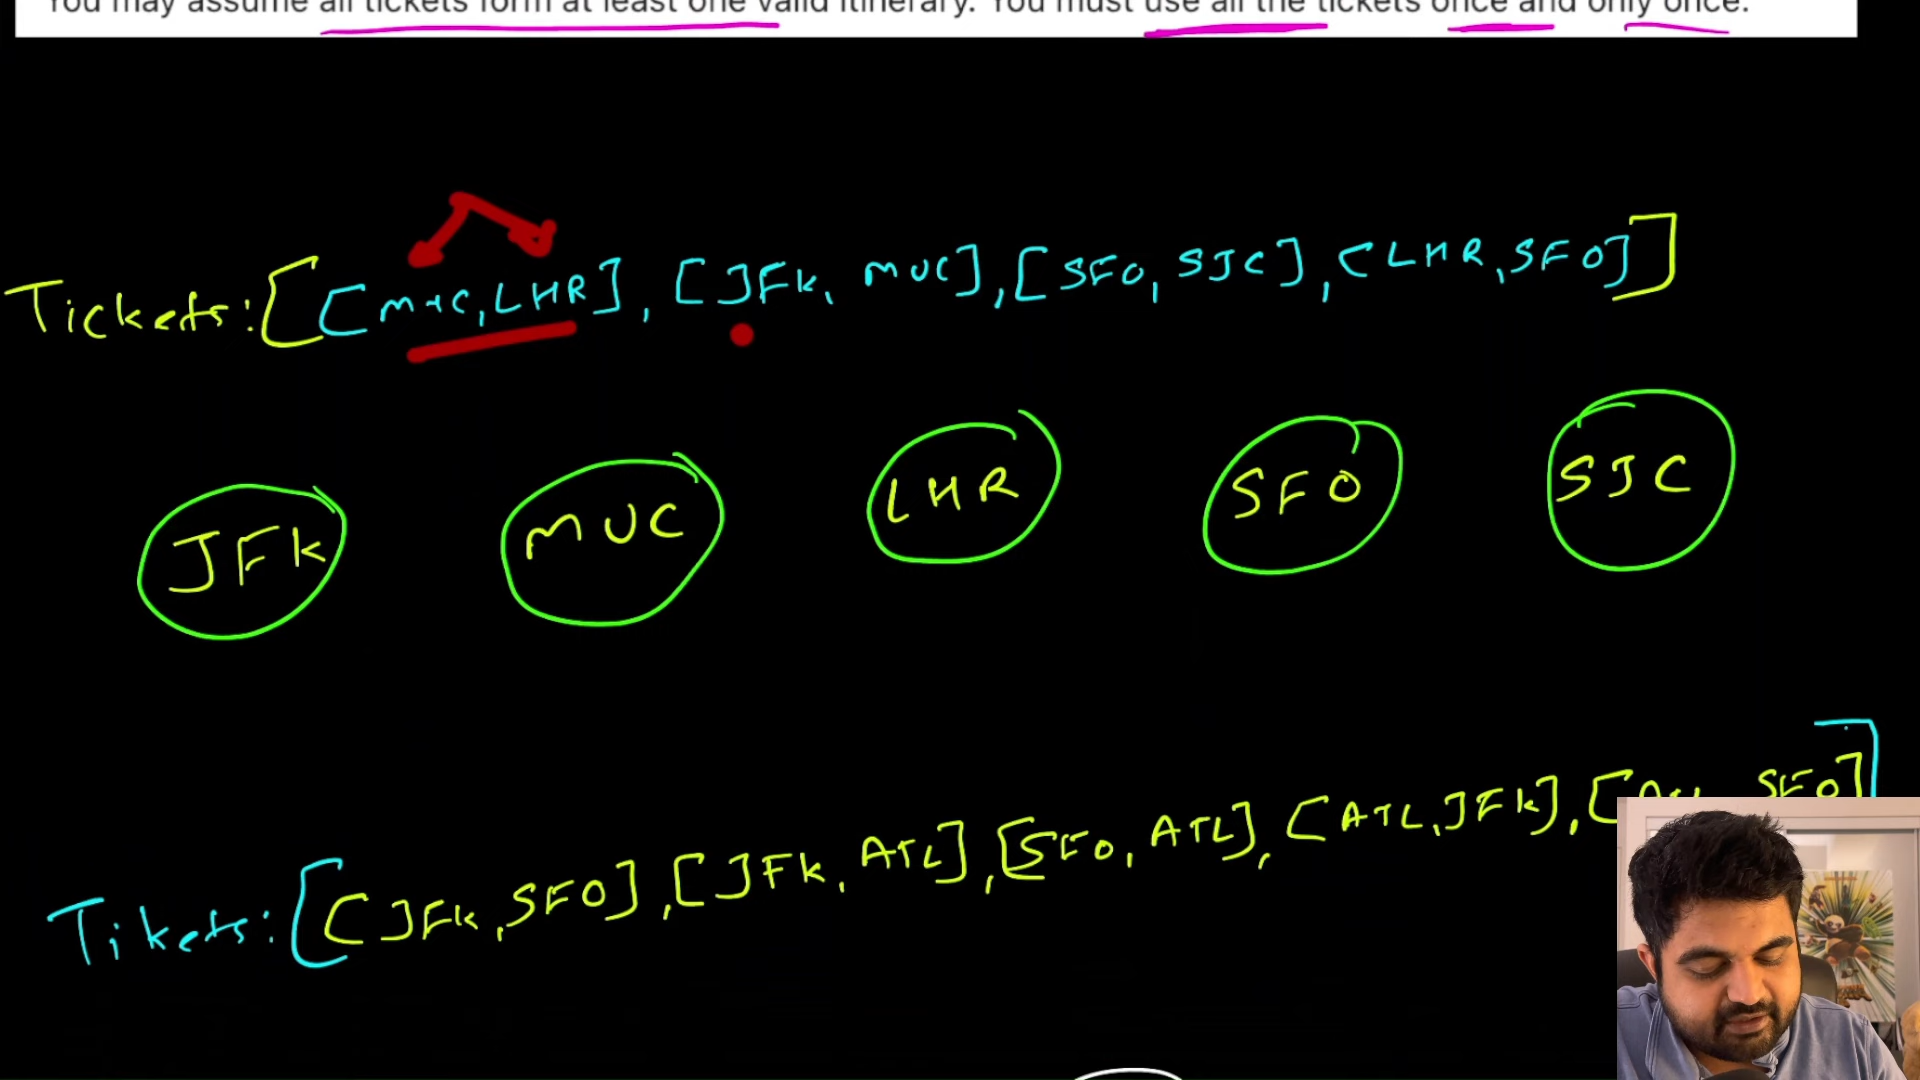 You may assume all tickets form at least one valid itinerary. You must use all the tickets once and only once.
Tickets: [[MUC, LHR], [JFK, MUC], [SFO, SJC], [LHR, SFO]]
JFK MUC LHR SFO SJC
Tikets: [[JFK, SFO], [JFK, ATL], [SFO, ATL], [ATL, JFK], [ SFO]]